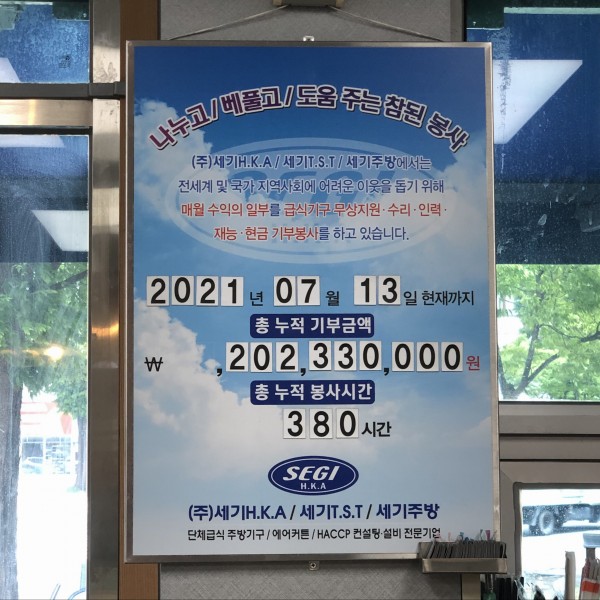 나누고/베풀고/도움 주는 참된 봉사
(주)세기H.K.A / 세기T.S.T / 세기주방에서는
전세계 및 국가 지역사회에 어려운 이웃을 돕기 위해
매월 수익의 일부를 급식기구 무상지원 · 수리 · 인력 ·
재능 · 현금 기부봉사를 하고 있습니다.
2021 년 07 월 13 일 현재까지
총 누적 기부금액
₩ ,202,330,000 원
총 누적 봉사시간
380 시간
SEGI
H.K.A
(주)세기H.K.A / 세기T.S.T / 세기주방
단체급식 주방기구 / 에어커튼 / HACCP 컨설팅·설비 전문기업